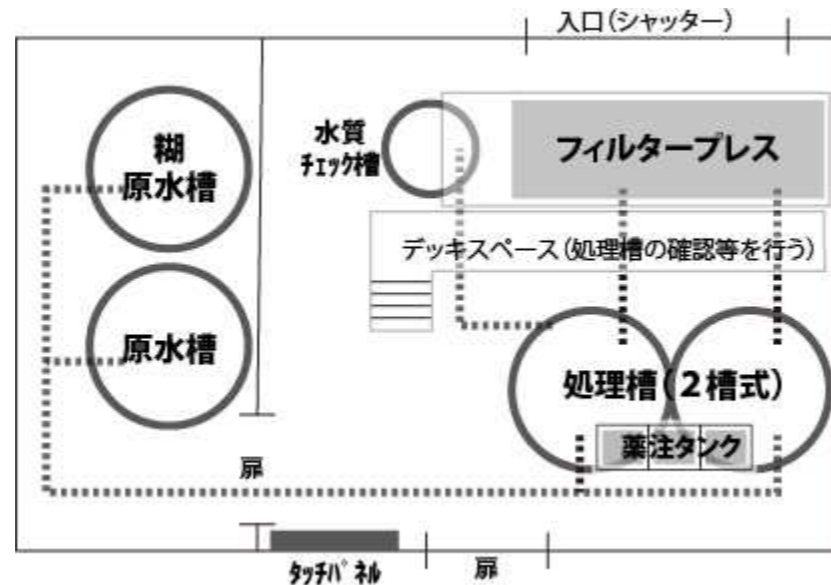 入口(シャッター)
糊
原水槽
水質
チェック槽
フィルタープレス
デッキスペース(処理槽の確認等を行う)
原水槽
処理槽(2槽式)
薬注タンク
扉
タッチパネル
扉